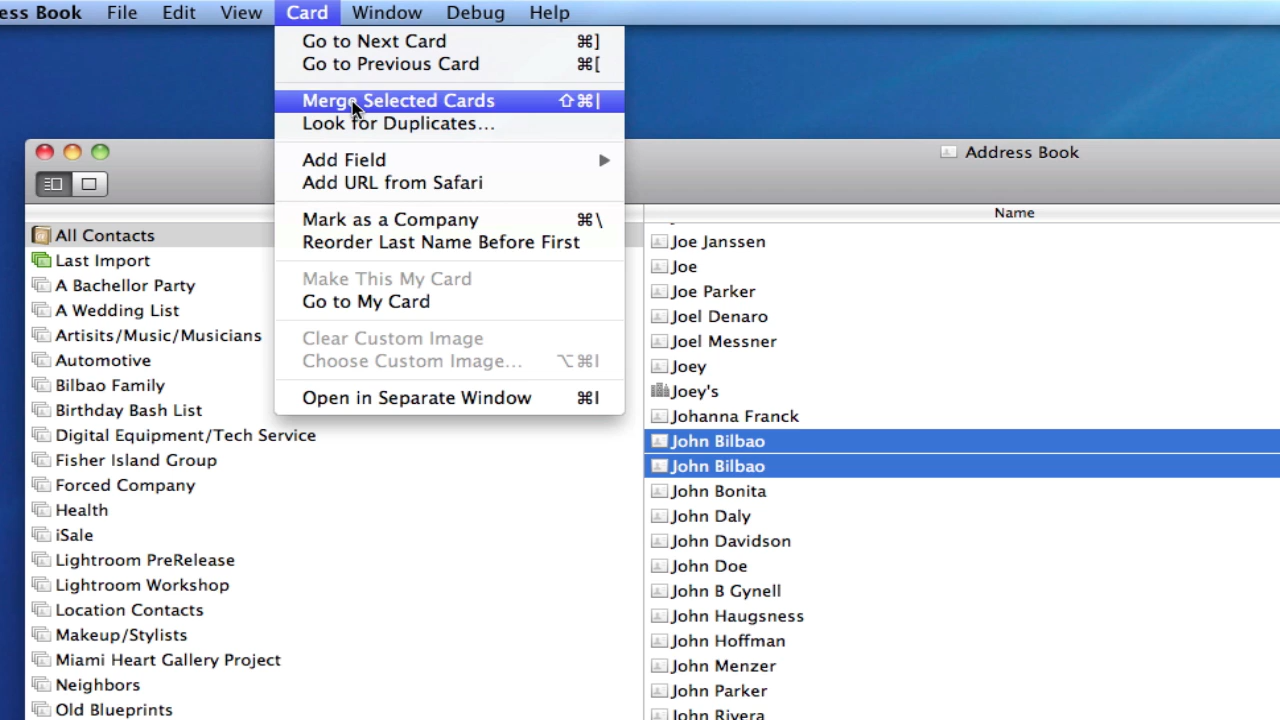 ess Book File Edit View Card Window Debug Help
Go to Next Card ⌘]
Go to Previous Card ⌘[
Merge Selected Cards ⇧⌘|
Look for Duplicates...
Add Field
Add URL from Safari
Mark as a Company ⌘\
Reorder Last Name Before First
Make This My Card
Go to My Card
Clear Custom Image
Choose Custom Image... ⌥⌘I
Open in Separate Window ⌘I
Address Book
All Contacts
Last Import
A Bachellor Party
A Wedding List
Artisits/Music/Musicians
Automotive
Bilbao Family
Birthday Bash List
Digital Equipment/Tech Service
Fisher Island Group
Forced Company
Health
iSale
Lightroom PreRelease
Lightroom Workshop
Location Contacts
Makeup/Stylists
Miami Heart Gallery Project
Neighbors
Old Blueprints
Name
Joe Janssen
Joe
Joe Parker
Joel Denaro
Joel Messner
Joey
Joey's
Johanna Franck
John Bilbao
John Bilbao
John Bonita
John Daly
John Davidson
John Doe
John B Gynell
John Haugsness
John Hoffman
John Menzer
John Parker
John Rivera